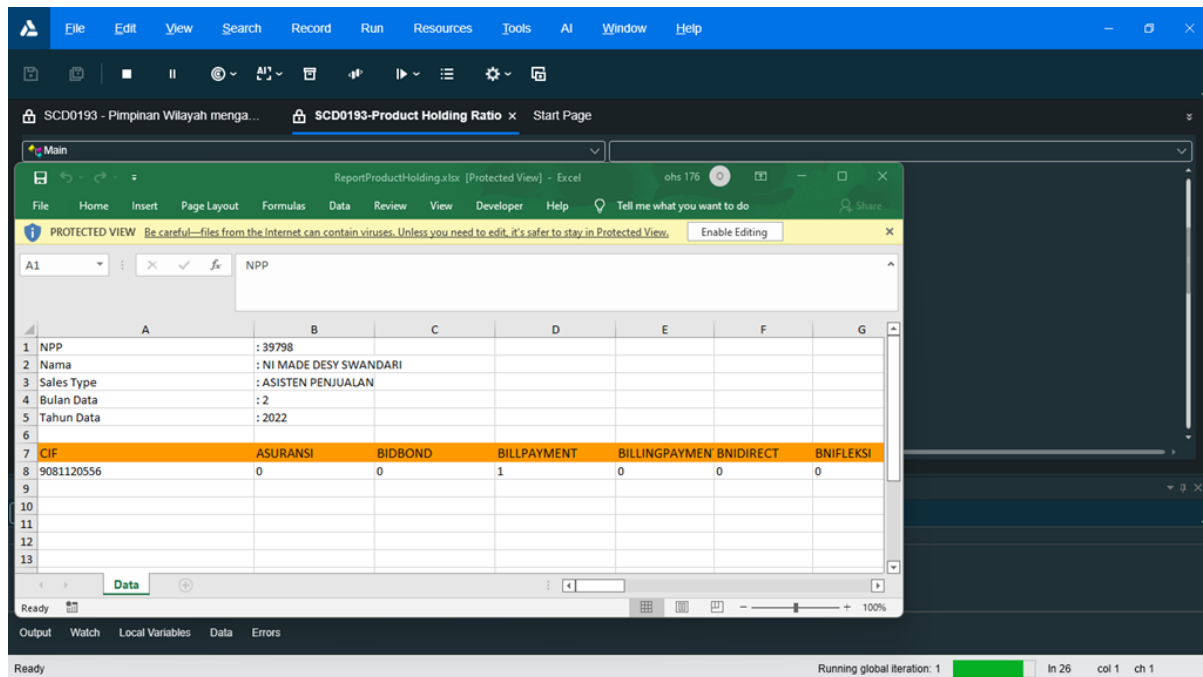 File Edit View Search Record Run Resources Tools AI Window Help
SCD0193 - Pimpinan Wilayah menga... SCD0193-Product Holding Ratio × Start Page
Main
ReportProductHolding.xlsx [Protected View] - Excel ohs 176 O
File Home Insert Page Layout Formulas Data Review View Developer Help Tell me what you want to do Share
PROTECTED VIEW Be careful—files from the Internet can contain viruses. Unless you need to edit, it's safer to stay in Protected View. Enable Editing
A1 fx NPP
A B C D E F G
1 NPP : 39798
2 Nama : NI MADE DESY SWANDARI
3 Sales Type : ASISTEN PENJUALAN
4 Bulan Data : 2
5 Tahun Data : 2022
6
7 CIF ASURANSI BIDBOND BILLPAYMENT BILLINGPAYMEN BNIDIRECT BNIFLEKSI
8 9081120556 0 0 1 0 0 0
9
10
11
12
13
Data
Ready 100%
Output Watch Local Variables Data Errors
Ready Running global iteration: 1 ln 26 col 1 ch 1